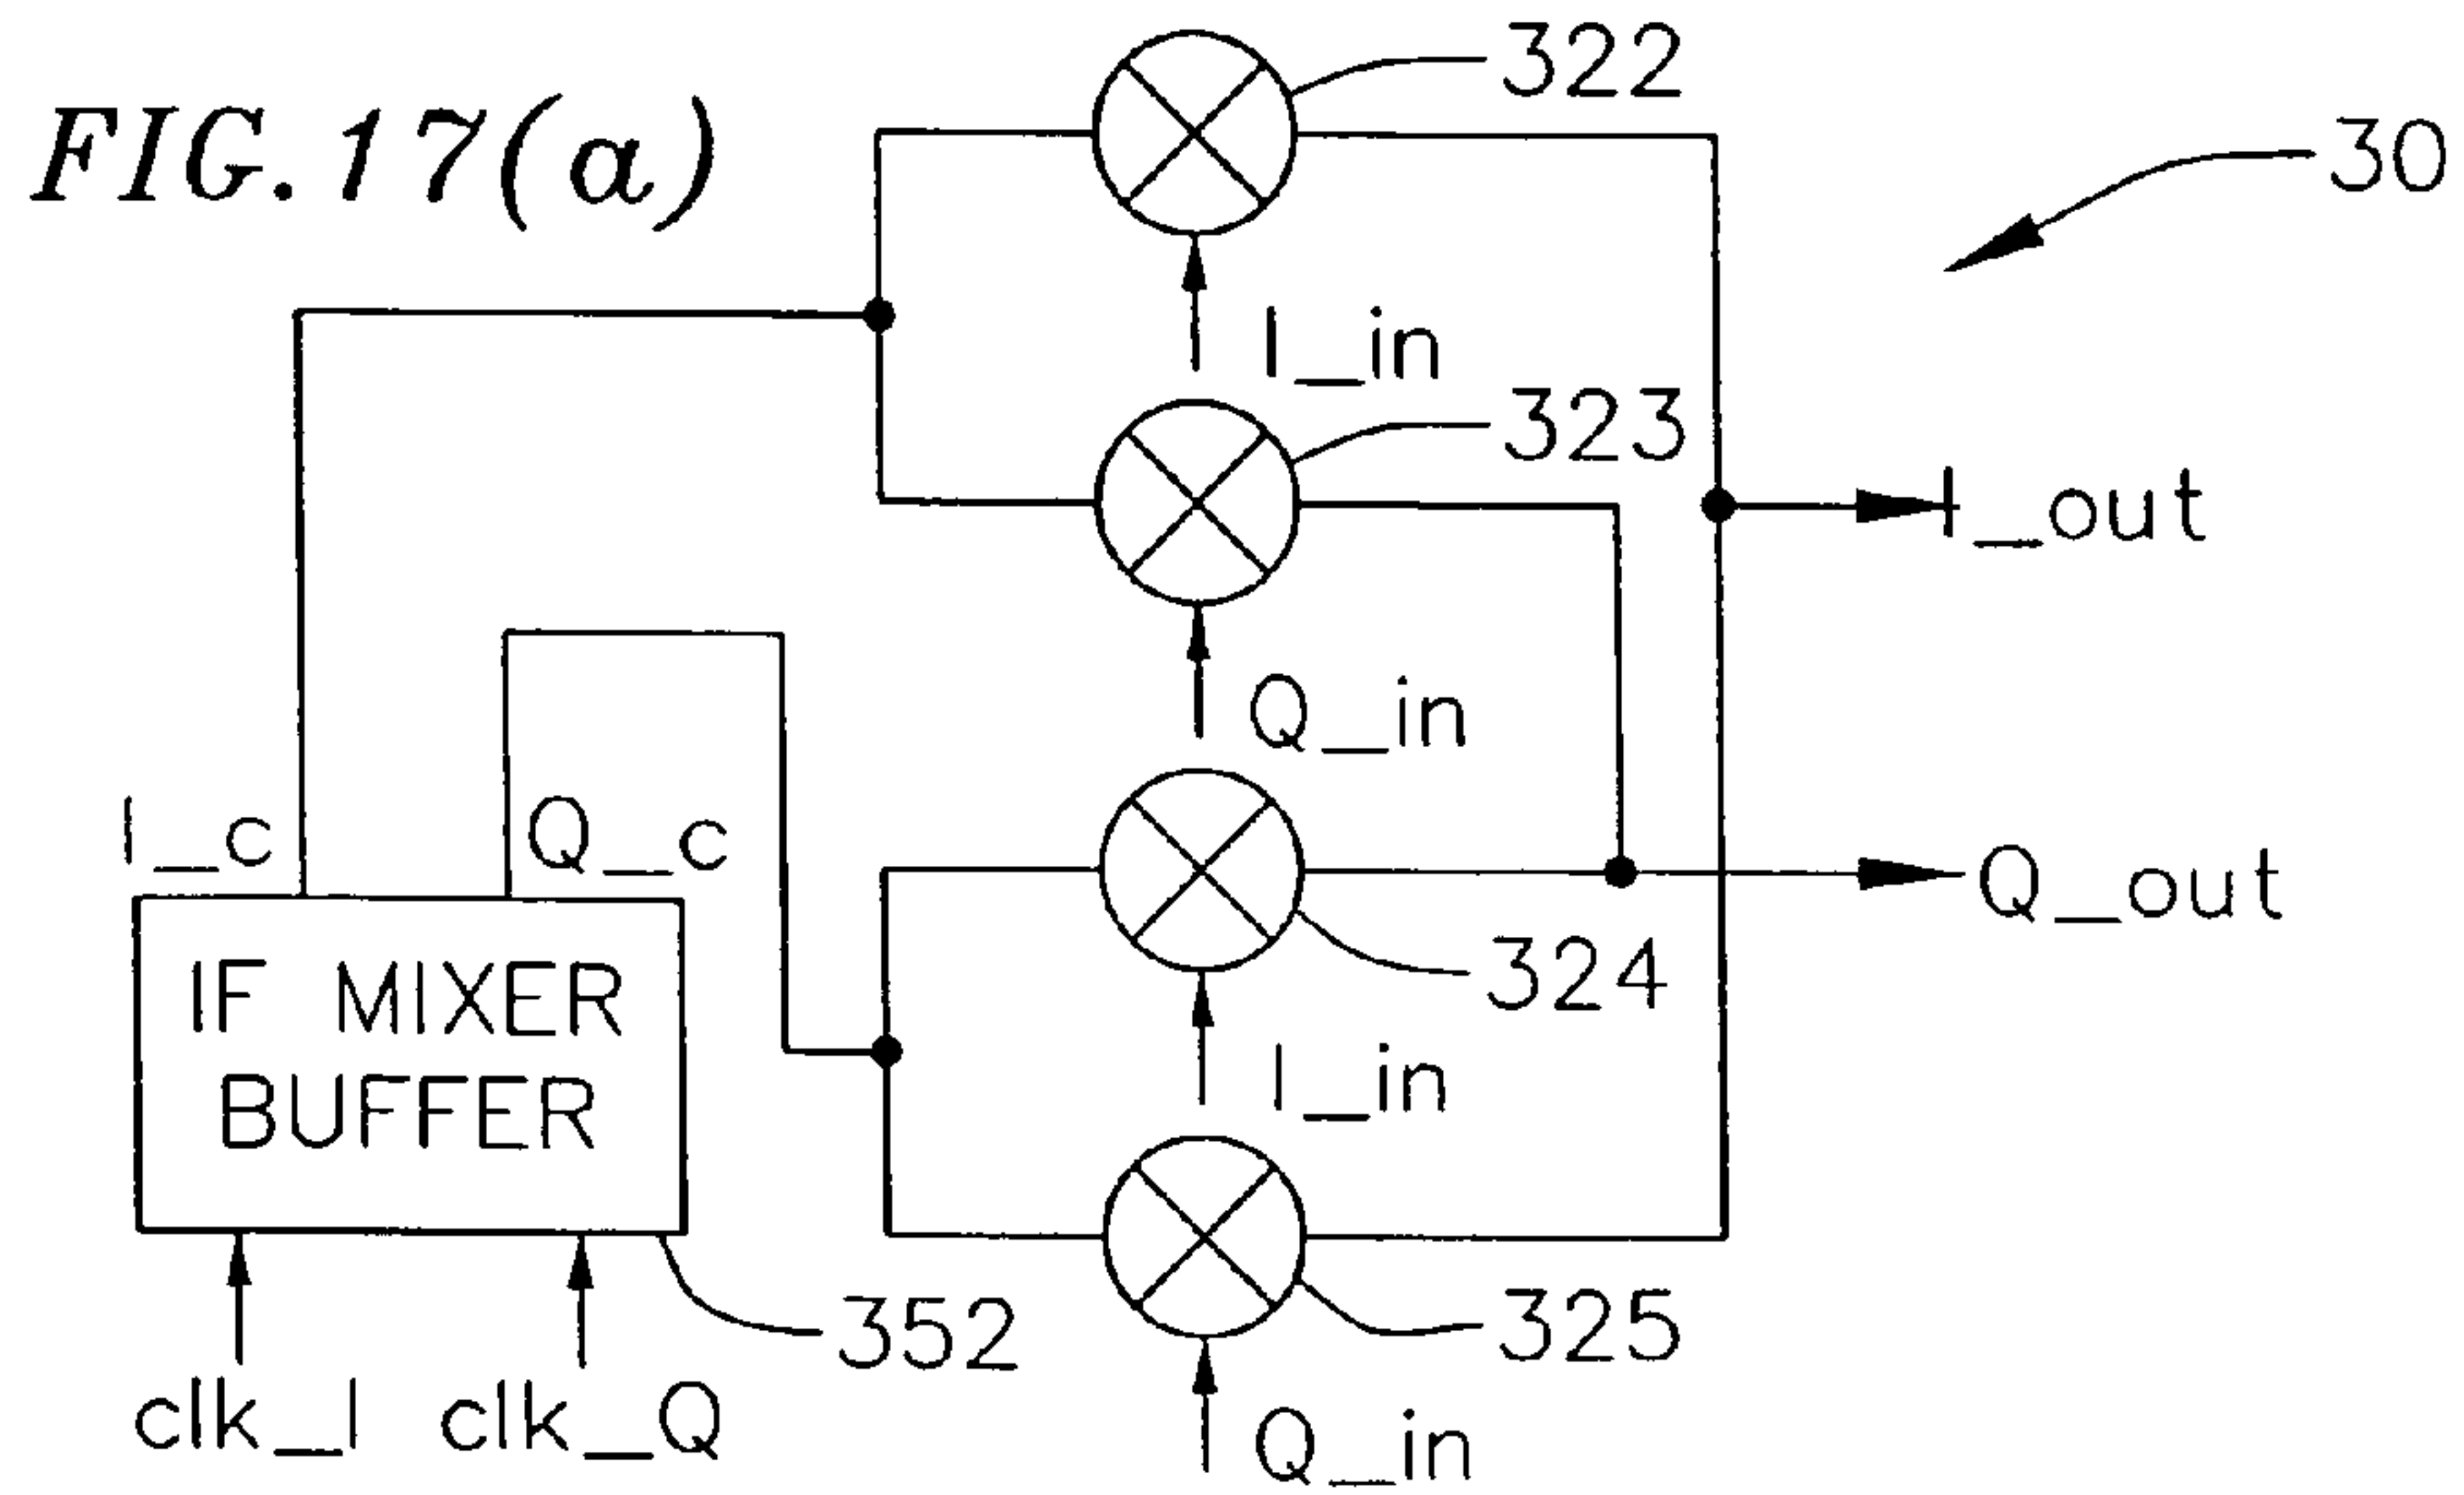 FIG. 17(a)
322
30
I_in
323
I_out
Q_in
I_c
Q_c
Q_out
IF MIXER
BUFFER
324
I_in
352
325
clk_I
clk_Q
Q_in